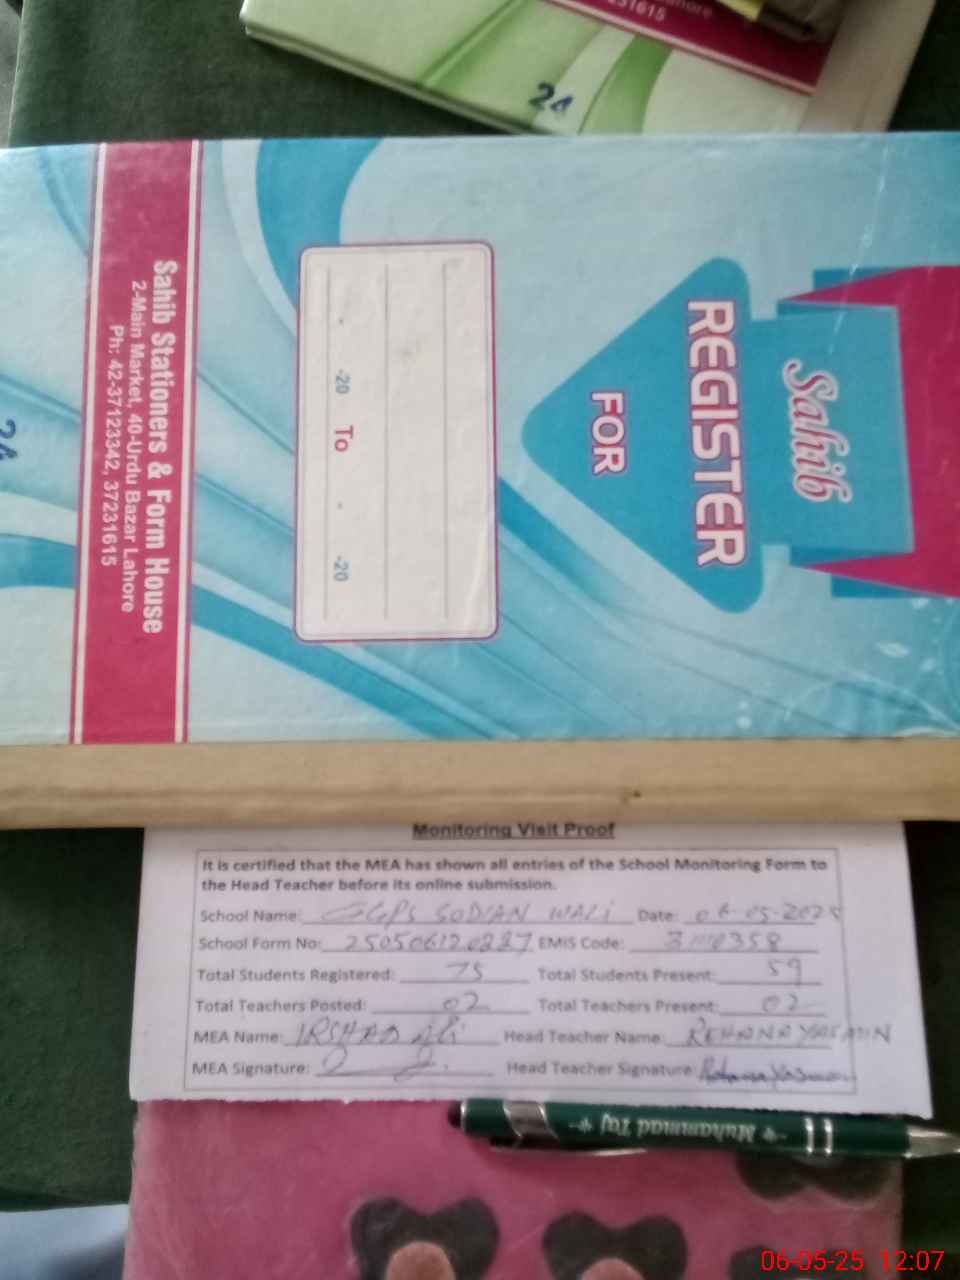 31615
24
Sahib
REGISTER
FOR
-20 To - -20
Sahib Stationers & Form House
2-Main Market, 40-Urdu Bazar Lahore
Ph: 42-37123342, 37231615
24
Monitoring Visit Proof
It is certified that the MEA has shown all entries of the School Monitoring Form to
the Head Teacher before its online submission.
School Name: GGPS SODIAN WALI Date: 06-05-2025
School Form No: EMIS Code:
Total Students Registered: 75 Total Students Present: 59
Total Teachers Posted: 02 Total Teachers Present: 02
MEA Name: IRSHAD Ali Head Teacher Name: REHANA YASMIN
MEA Signature: Head Teacher Signature:
Muhammad Taj
06-05-25 12:07